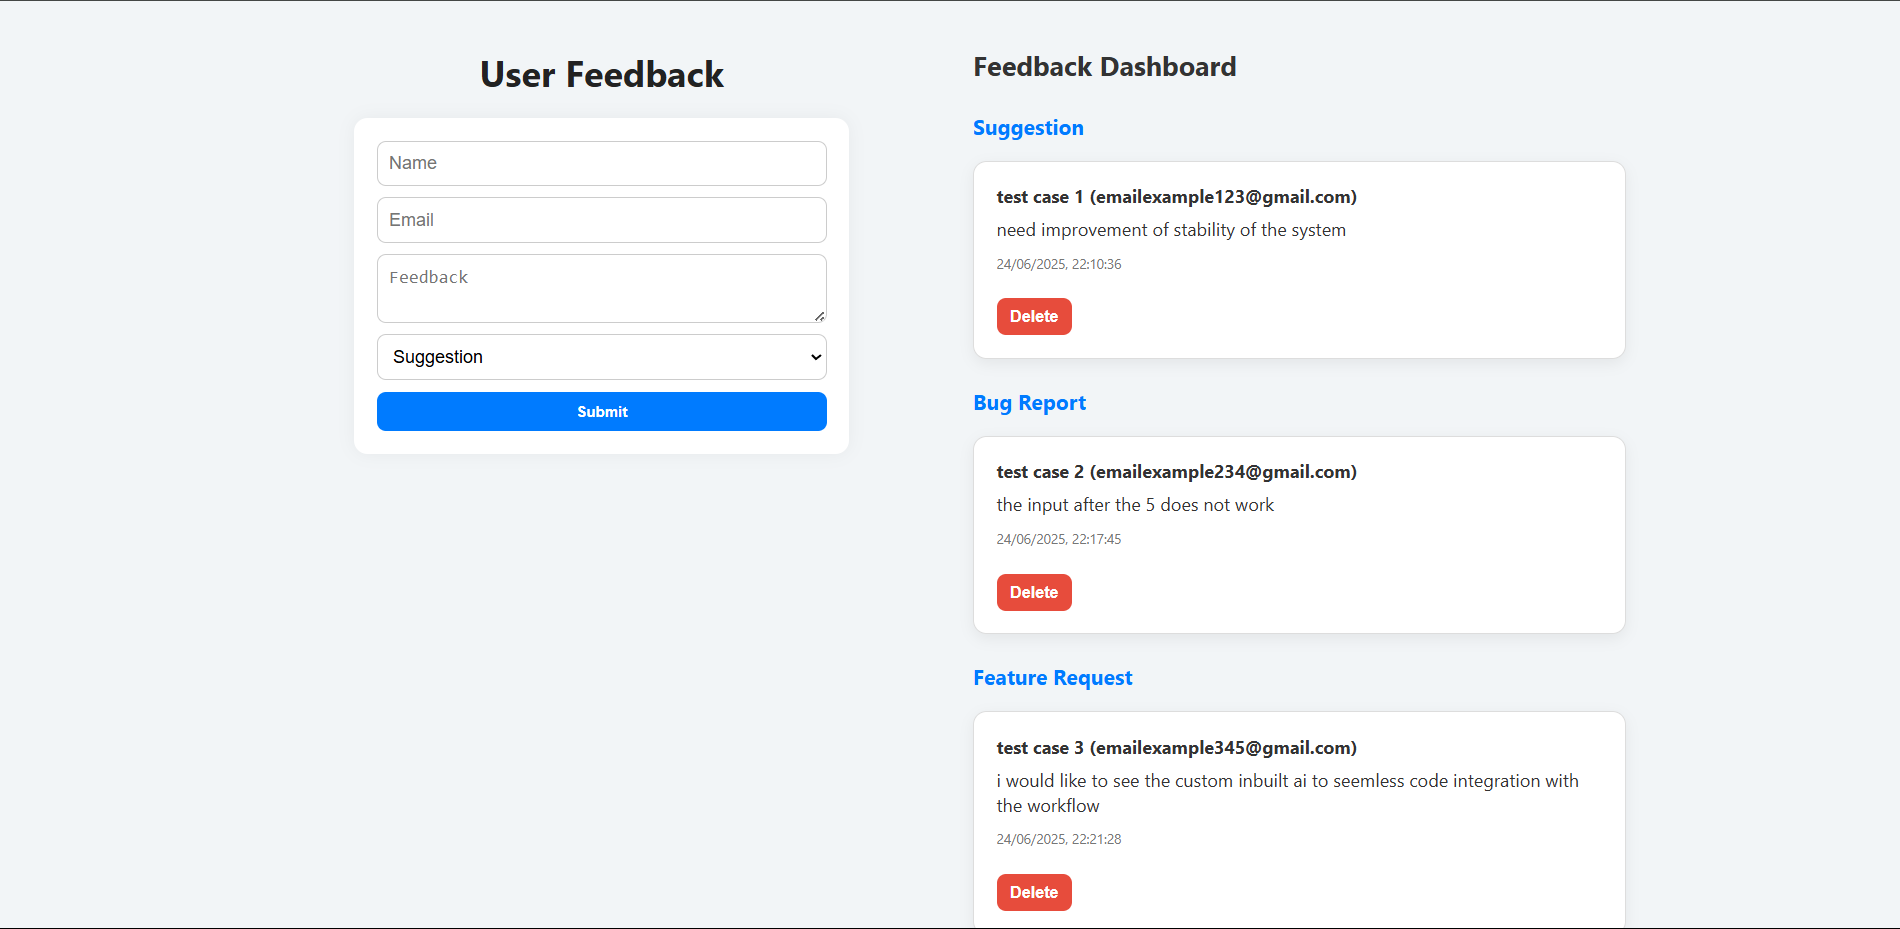 User Feedback
Name
Email
Feedback
Suggestion
Submit
Feedback Dashboard
Suggestion
test case 1 (emailexample123@gmail.com)
need improvement of stability of the system
24/06/2025, 22:10:36
Delete
Bug Report
test case 2 (emailexample234@gmail.com)
the input after the 5 does not work
24/06/2025, 22:17:45
Delete
Feature Request
test case 3 (emailexample345@gmail.com)
i would like to see the custom inbuilt ai to seemless code integration with
the workflow
24/06/2025, 22:21:28
Delete